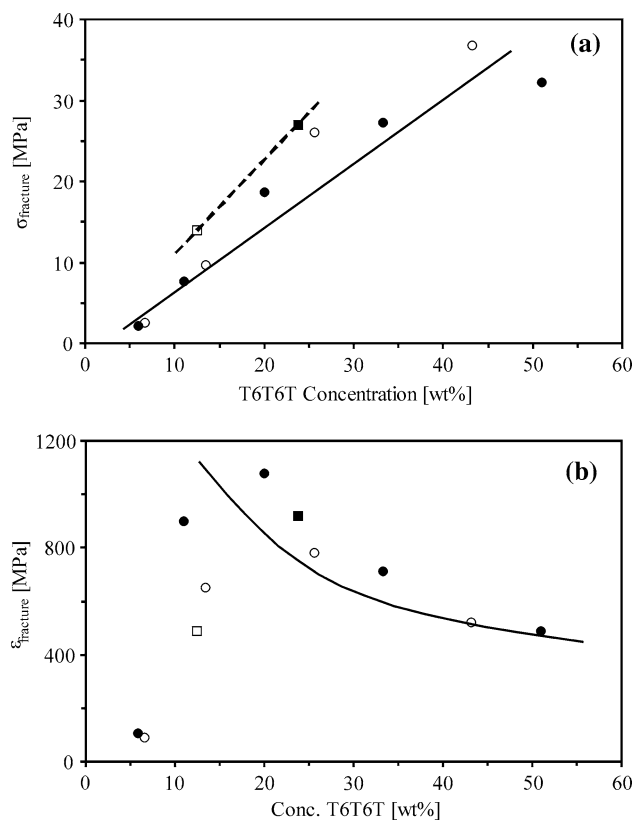 (a)
40
30
20
10
0
σfracture [MPa]
0 10 20 30 40 50 60
T6T6T Concentration [wt%]
(b)
1200
800
400
0
εfracture [MPa]
0 10 20 30 40 50 60
Conc. T6T6T [wt%]